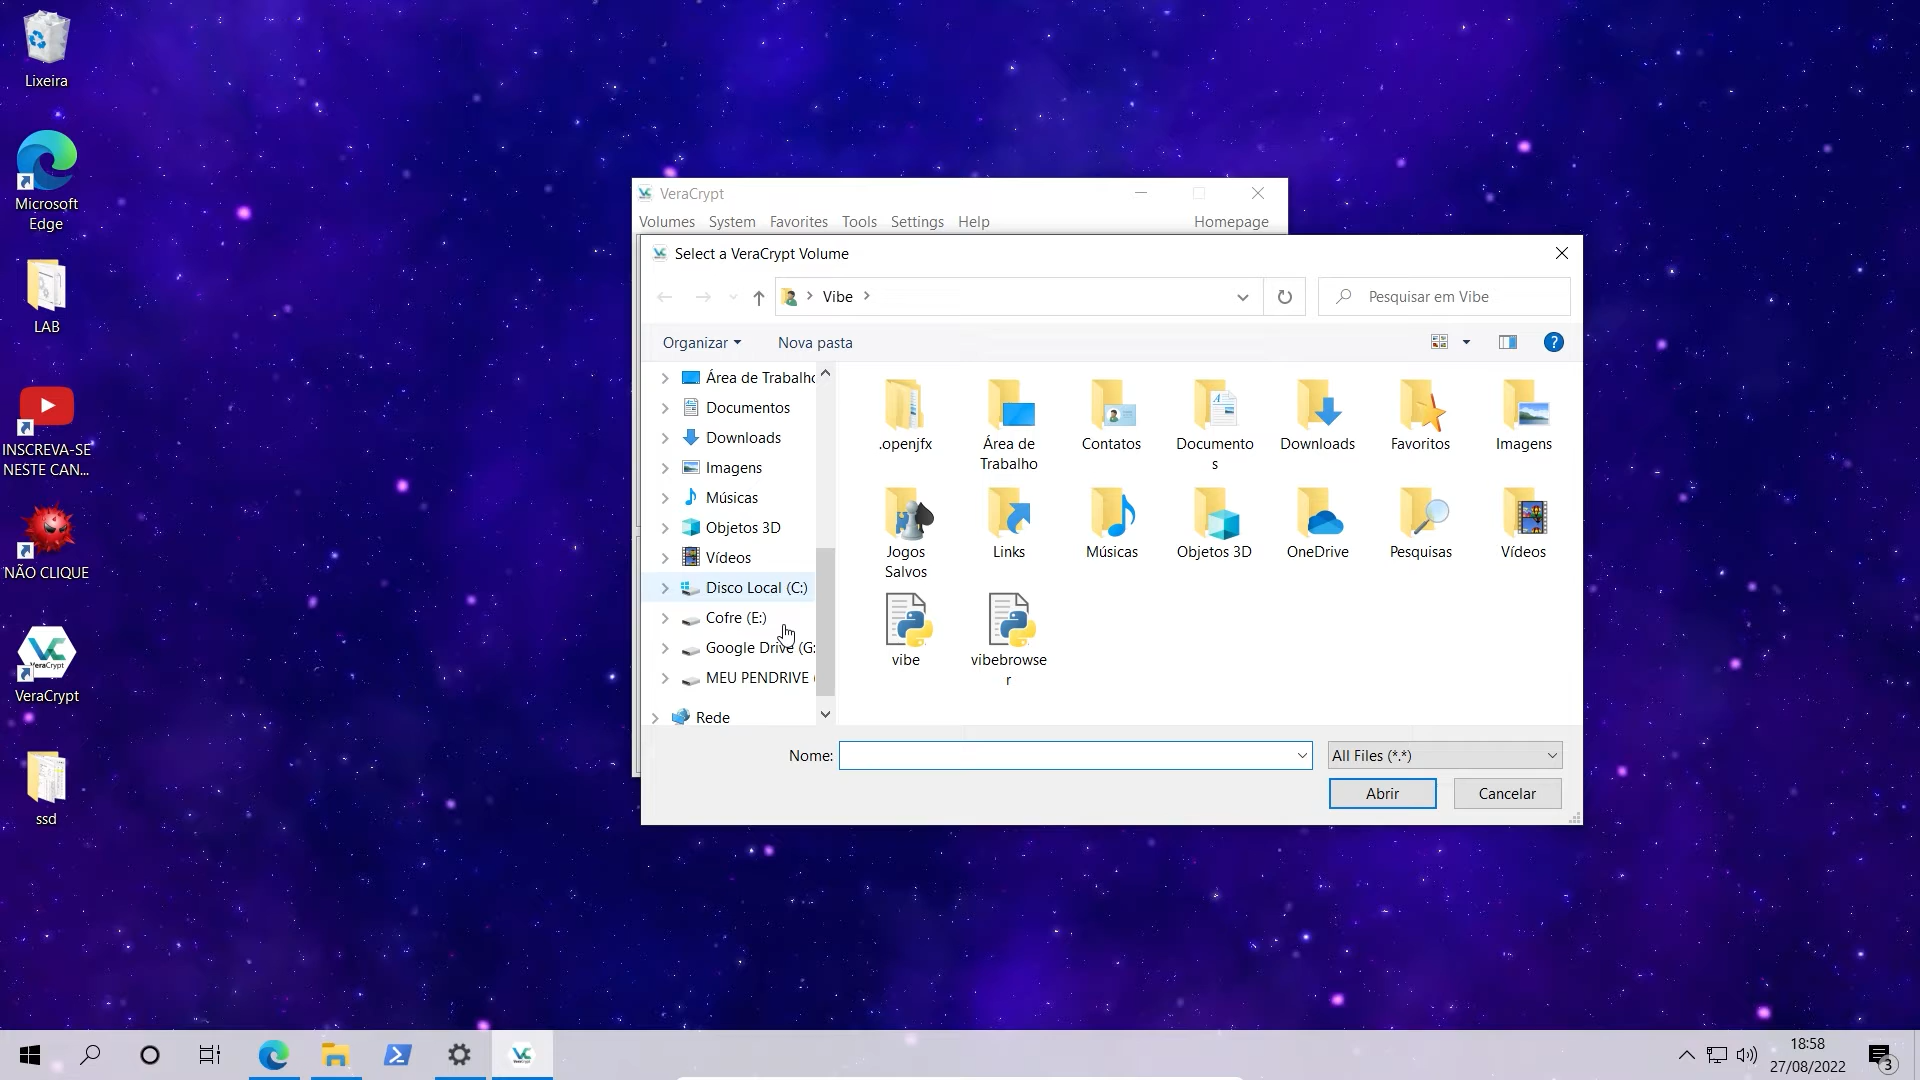 Lixeira
Microsoft
Edge
LAB
INSCREVA-SE
NESTE CAN...
NÃO CLIQUE
VeraCrypt
VeraCrypt
ssd
VeraCrypt
Volumes System Favorites Tools Settings Help Homepage
Select a VeraCrypt Volume
Vibe
Pesquisar em Vibe
Organizar Nova pasta
?
Área de Trabalho
Documentos
Downloads
Imagens
Músicas
Objetos 3D
Vídeos
Disco Local (C:)
Cofre (E:)
Google Drive (G:
MEU PENDRIVE (
Rede
.openjfx
Área de
Trabalho
Contatos
Documento
s
Downloads
Favoritos
Imagens
Jogos
Salvos
Links
Músicas
Objetos 3D
OneDrive
Pesquisas
Vídeos
vibe
vibebrowse
r
Nome:
All Files (*.*)
Abrir Cancelar
18:58
27/08/2022
3